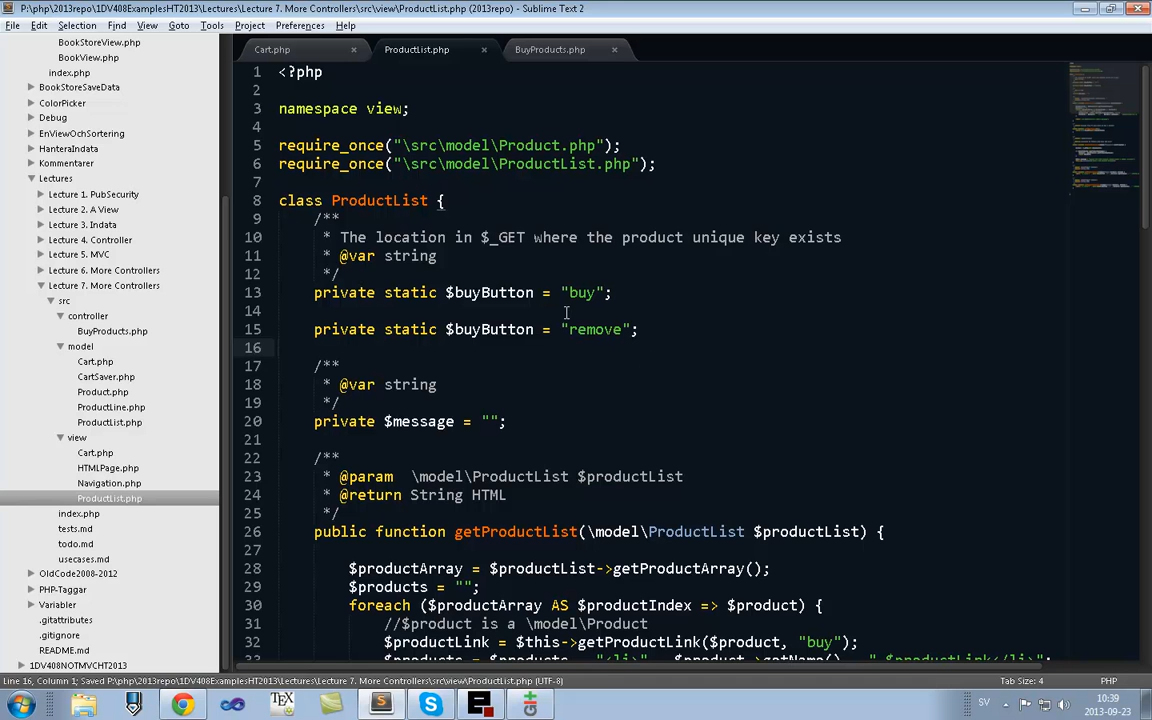 P:\php\2013repo\1DV408ExamplesHT2013\Lectures\Lecture 7. More Controllers\src\view\ProductList.php (2013repo) - Sublime Text 2
File Edit Selection Find View Goto Tools Project Preferences Help
BookStoreView.php
BookView.php
index.php
BookStoreSaveData
ColorPicker
Debug
EnViewOchSortering
HanteraIndata
Kommentarer
Lectures
Lecture 1. PubSecurity
Lecture 2. A View
Lecture 3. Indata
Lecture 4. Controller
Lecture 5. MVC
Lecture 6. More Controllers
Lecture 7. More Controllers
src
controller
BuyProducts.php
model
Cart.php
CartSaver.php
Product.php
ProductLine.php
ProductList.php
view
Cart.php
HTMLPage.php
Navigation.php
ProductList.php
index.php
tests.md
todo.md
usecases.md
OldCode2008-2012
PHP-Taggar
Variabler
.gitattributes
.gitignore
README.md
1DV408NOTMVCHT2013
Cart.php × ProductList.php × BuyProducts.php ×
1 <?php
2
3 namespace view;
4
5 require_once("\src\model\Product.php");
6 require_once("\src\model\ProductList.php");
7
8 class ProductList {
9 /**
10 * The location in $_GET where the product unique key exists
11 * @var string
12 */
13 private static $buyButton = "buy";
14
15 private static $buyButton = "remove";
16
17 /**
18 * @var string
19 */
20 private $message = "";
21
22 /**
23 * @param \model\ProductList $productList
24 * @return String HTML
25 */
26 public function getProductList(\model\ProductList $productList) {
27
28 $productArray = $productList->getProductArray();
29 $products = "";
30 foreach ($productArray AS $productIndex => $product) {
31 //$product is a \model\Product
32 $productLink = $this->getProductLink($product, "buy");
Line 16, Column 1; Saved P:\php\2013repo\1DV408ExamplesHT2013\Lectures\Lecture 7. More Controllers\src\view\ProductList.php (UTF-8)
Tab Size: 4 PHP
SV
10:39
2013-09-23